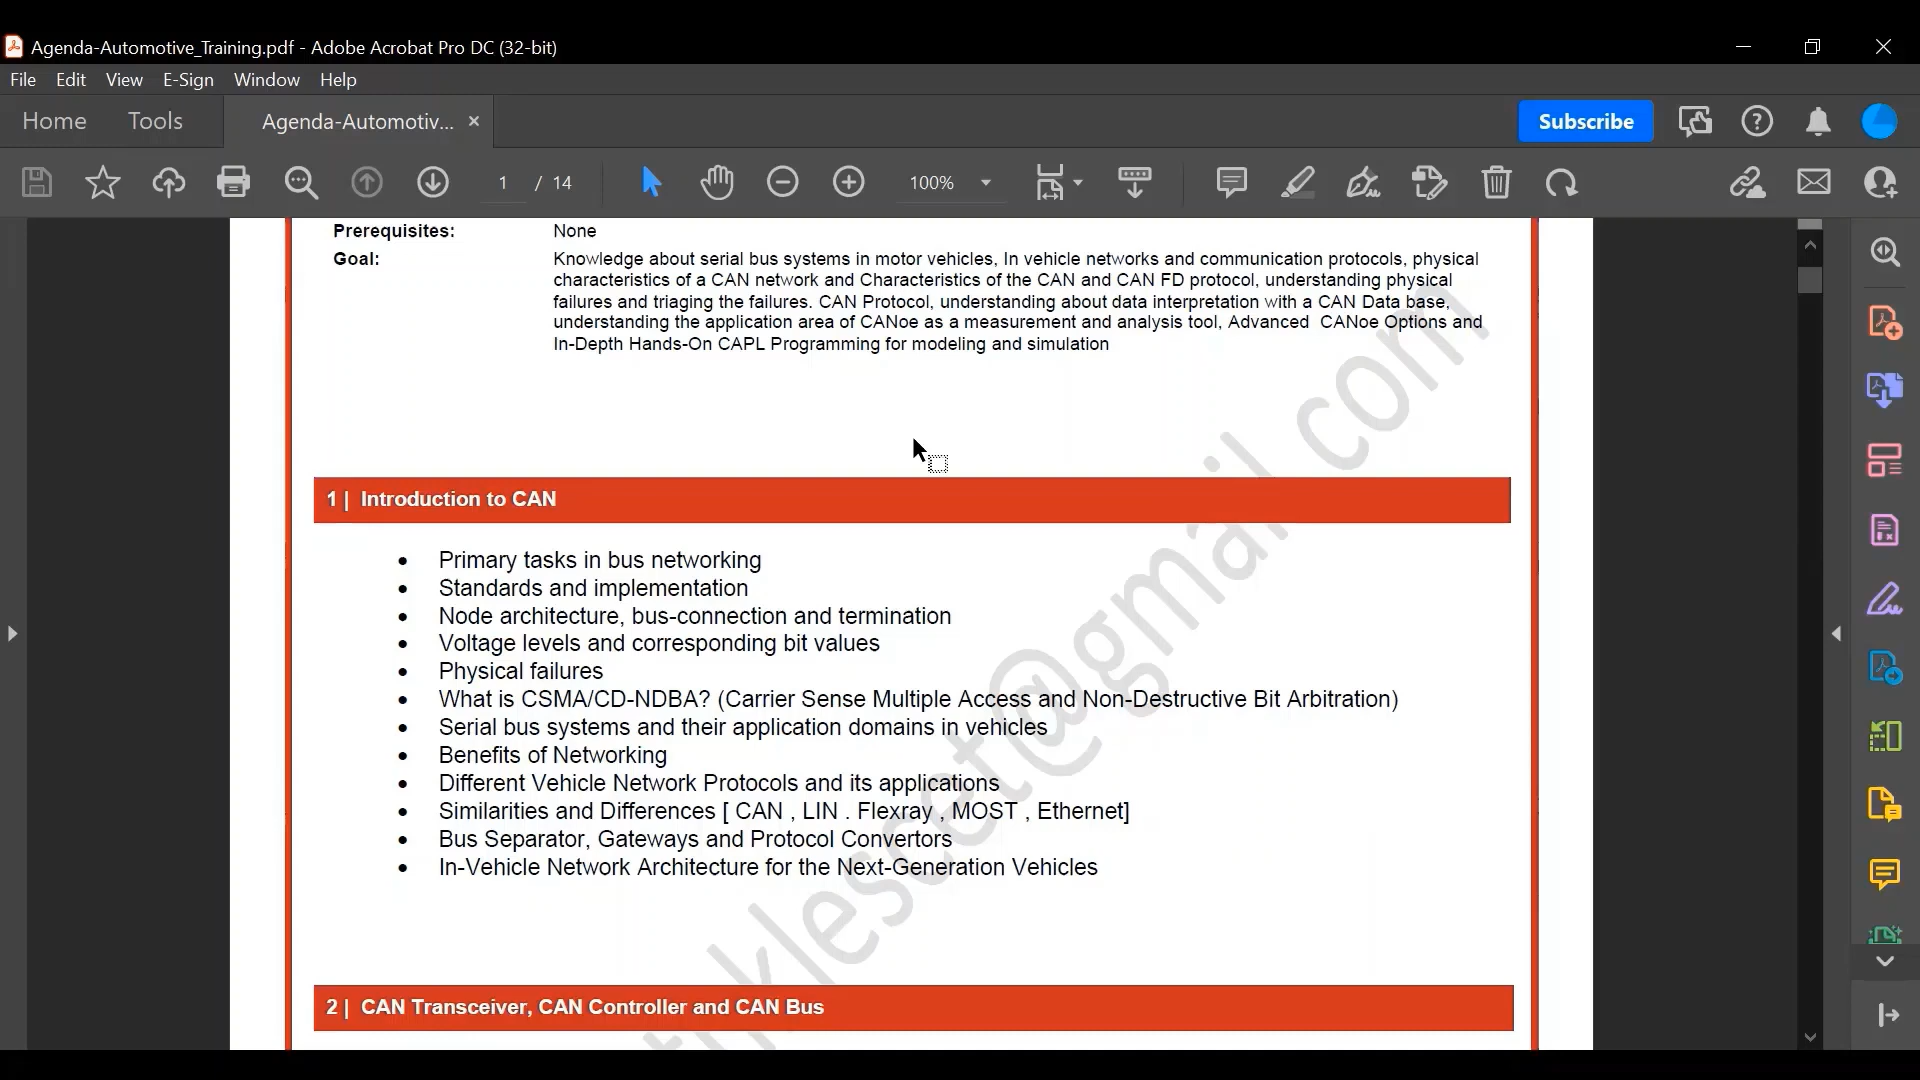 Agenda-Automotive_Training.pdf - Adobe Acrobat Pro DC (32-bit)
File Edit View E-Sign Window Help
Home Tools Agenda-Automotiv... × Subscribe
1 / 14 100%
Prerequisites: None
Goal: Knowledge about serial bus systems in motor vehicles, In vehicle networks and communication protocols, physical
characteristics of a CAN network and Characteristics of the CAN and CAN FD protocol, understanding physical
failures and triaging the failures. CAN Protocol, understanding about data interpretation with a CAN Data base,
understanding the application area of CANoe as a measurement and analysis tool, Advanced CANoe Options and
In-Depth Hands-On CAPL Programming for modeling and simulation
1 | Introduction to CAN
• Primary tasks in bus networking
• Standards and implementation
• Node architecture, bus-connection and termination
• Voltage levels and corresponding bit values
• Physical failures
• What is CSMA/CD-NDBA? (Carrier Sense Multiple Access and Non-Destructive Bit Arbitration)
• Serial bus systems and their application domains in vehicles
• Benefits of Networking
• Different Vehicle Network Protocols and its applications
• Similarities and Differences [ CAN , LIN . Flexray , MOST , Ethernet]
• Bus Separator, Gateways and Protocol Convertors
• In-Vehicle Network Architecture for the Next-Generation Vehicles
2 | CAN Transceiver, CAN Controller and CAN Bus